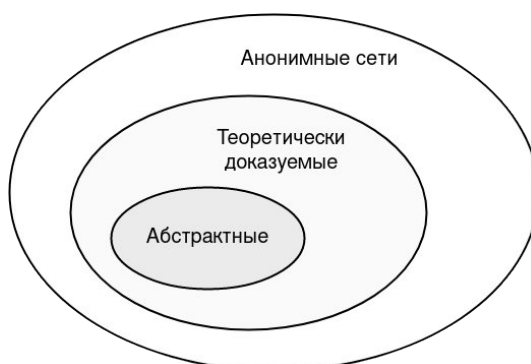 Анонимные сети
Теоретически
доказуемые
Абстрактные